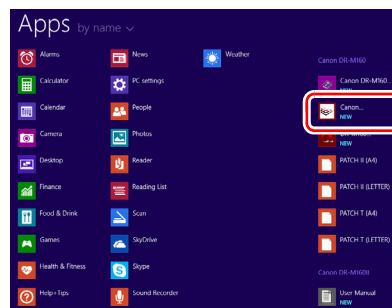 Apps by name
Alarms
Calculator
Calendar
Camera
Desktop
Finance
Food & Drink
Games
Health & Fitness
Help+Tips
News
PC settings
People
Photos
Reader
Reading List
Scan
SkyDrive
Skype
Sound Recorder
Weather
Canon DR-M160
Canon DR-M160...
NEW
Canon...
NEW
NEW
PATCH II (A4)
PATCH II (LETTER)
PATCH T (A4)
PATCH T (LETTER)
Canon DR-M160II
User Manual
NEW